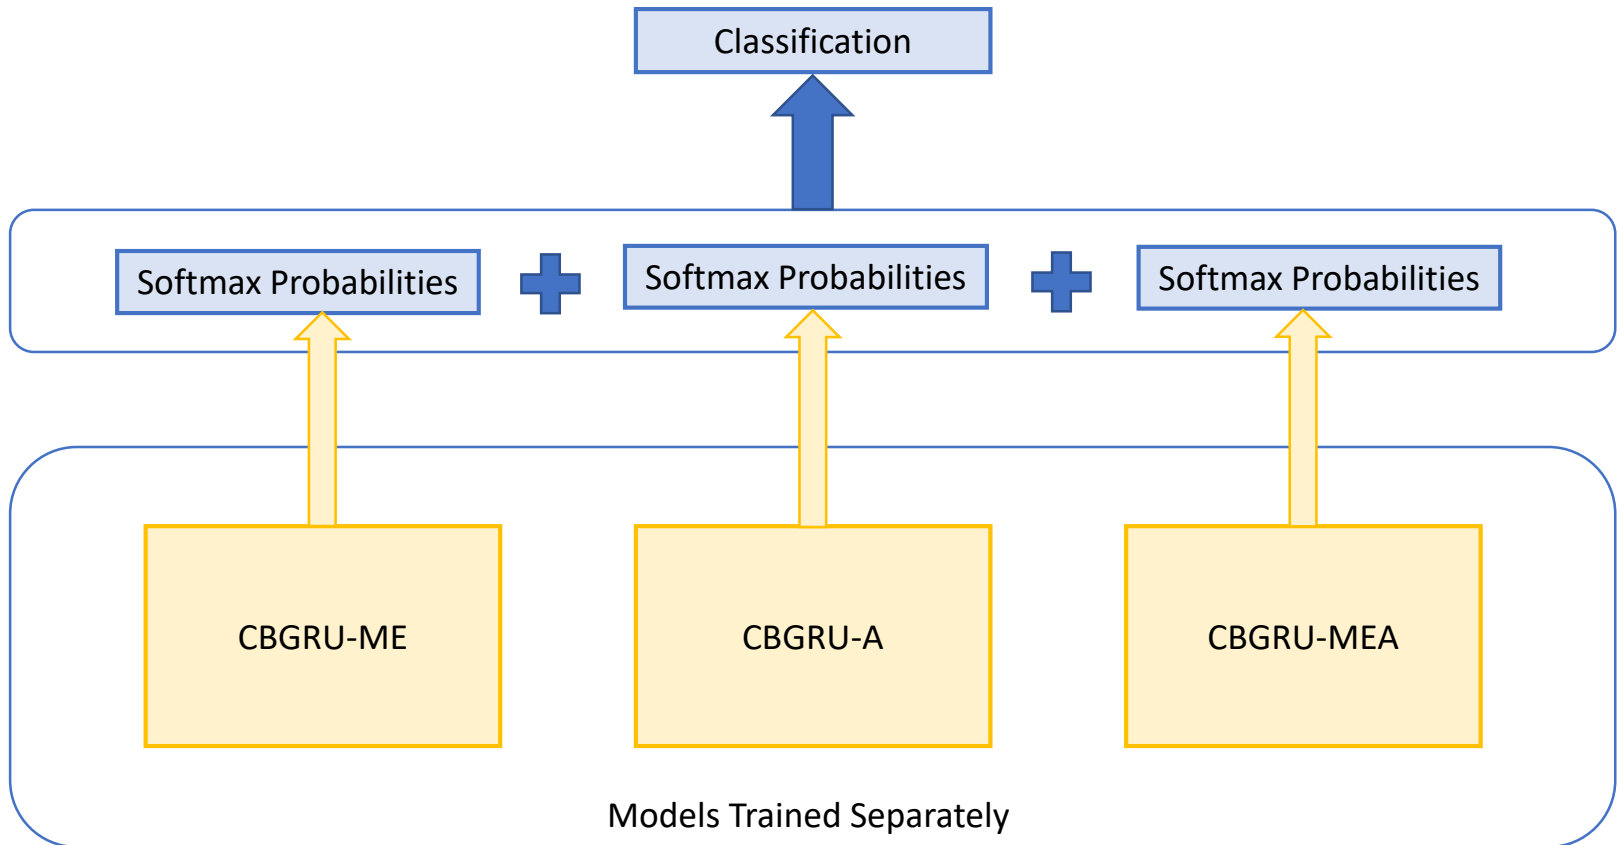 Classification
Softmax Probabilities
Softmax Probabilities
Softmax Probabilities
CBGRU-ME
CBGRU-A
CBGRU-MEA
Models Trained Separately